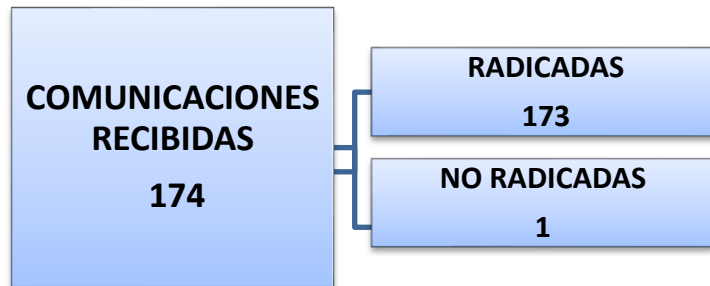 COMUNICACIONES
RECIBIDAS
174
RADICADAS
173
NO RADICADAS
1